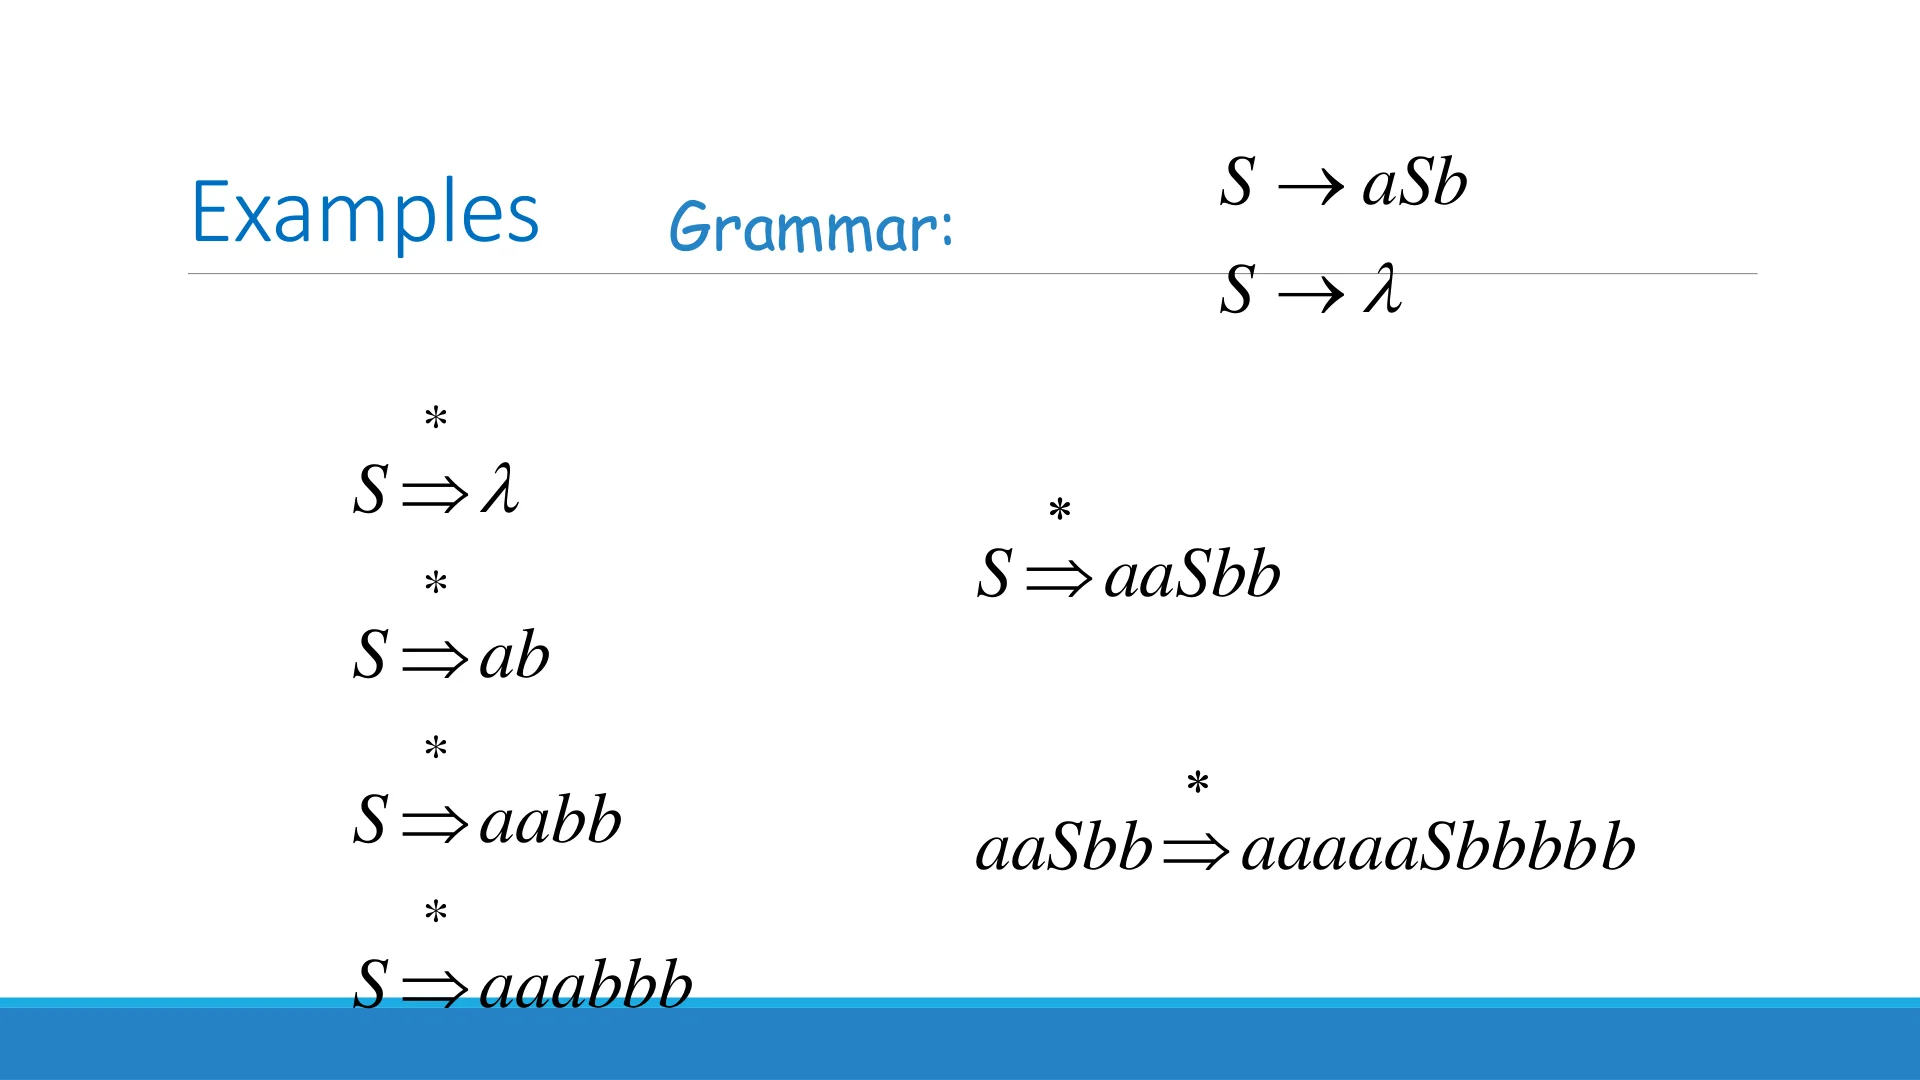 Examples
Grammar:
S → aSb
S → λ
*
S ⇒ λ
*
S ⇒ ab
*
S ⇒ aabb
*
S ⇒ aaabbb
*
S ⇒ aaSbb
*
aaSbb ⇒ aaaaaSbbbbb